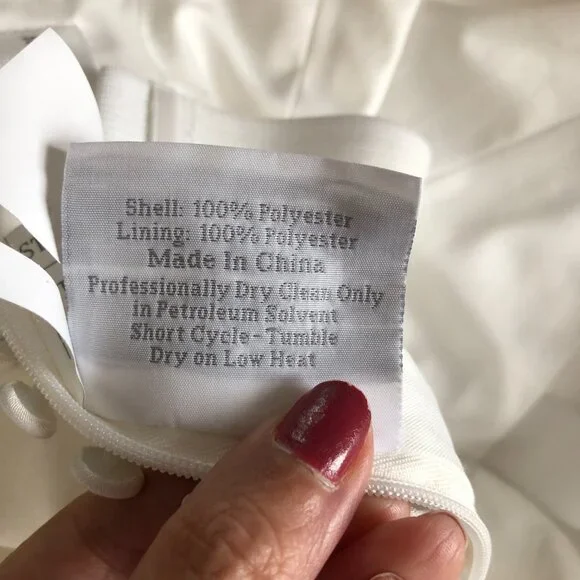 Shell: 100% Polyester
Lining: 100% Polyester
Made In China
Professionally Dry Clean Only
in Petroleum Solvent
Short Cycle - Tumble
Dry on Low Heat